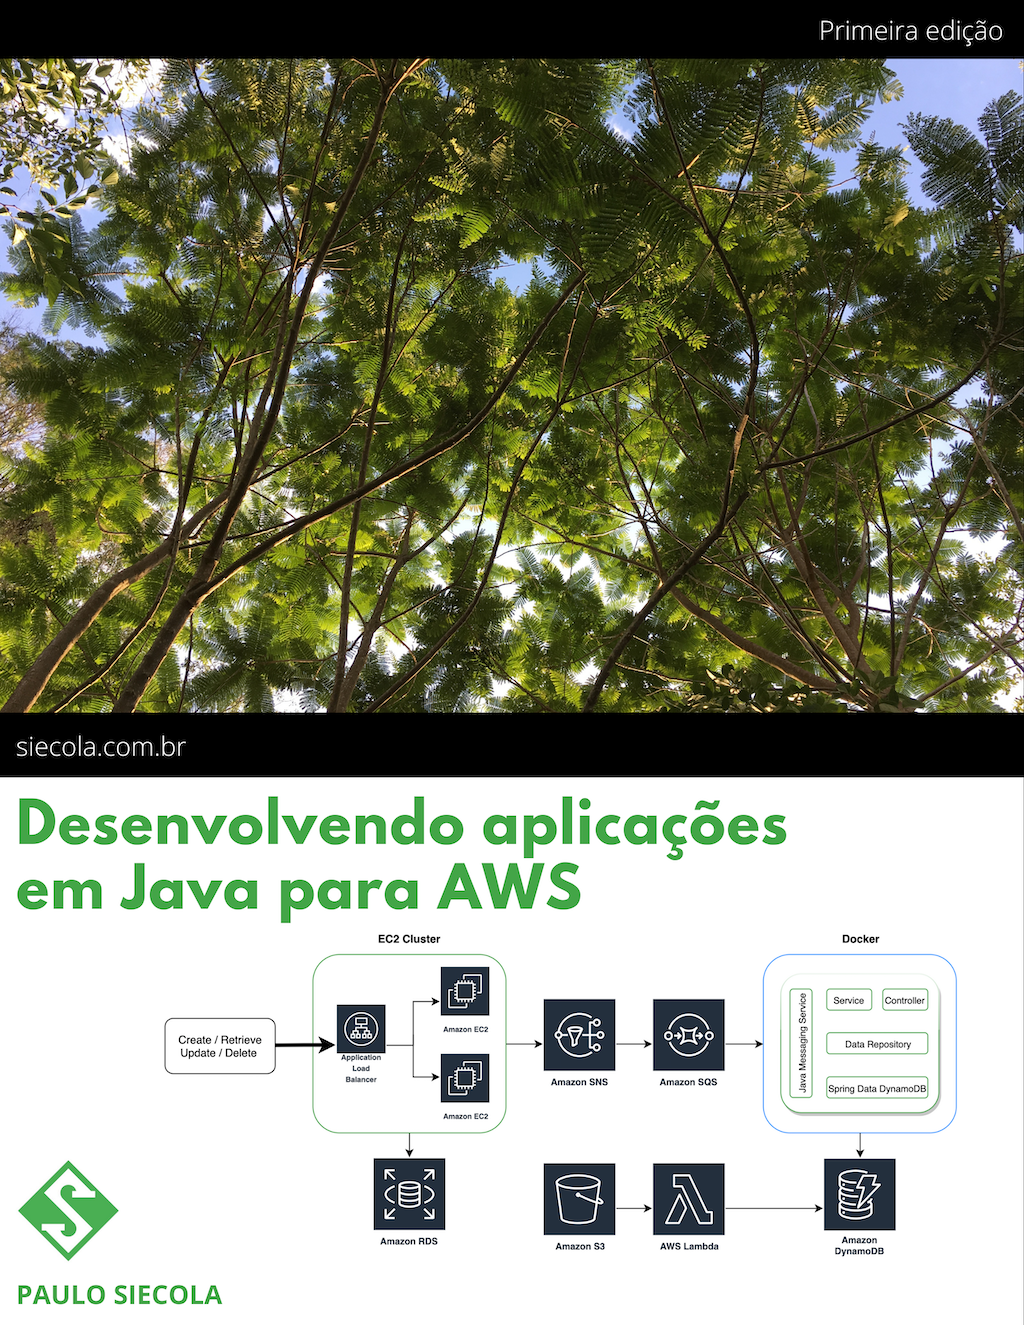 Primeira edição
siecola.com.br
Desenvolvendo aplicações
em Java para AWS
EC2 Cluster
Docker
Create / Retrieve
Update / Delete
Application
Load
Balancer
Amazon EC2
Amazon EC2
Amazon SNS
Amazon SQS
Java Messaging Service
Service
Controller
Data Repository
Spring Data DynamoDB
Amazon RDS
Amazon S3
AWS Lambda
Amazon
DynamoDB
PAULO SIECOLA